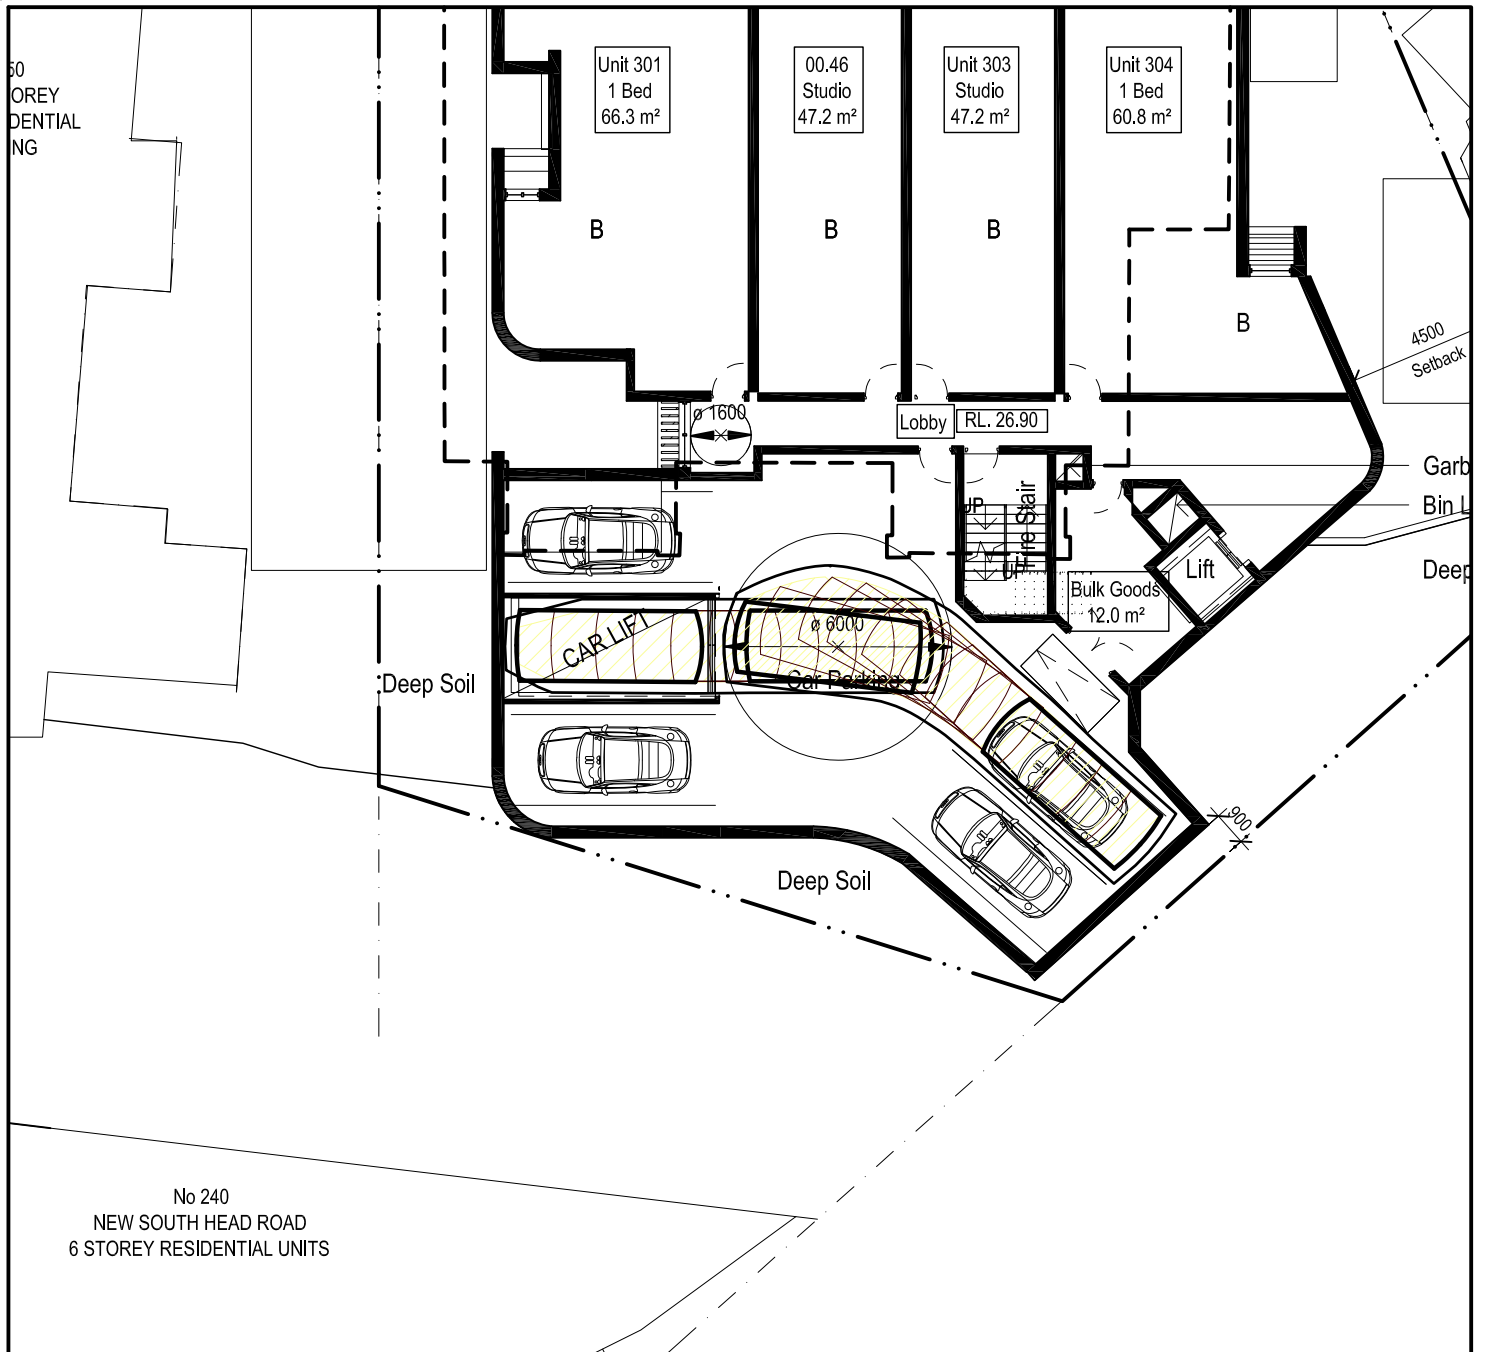 50
OREY
DENTIAL
NG
Unit 301
1 Bed
66.3 m²
00.46
Studio
47.2 m²
Unit 303
Studio
47.2 m²
Unit 304
1 Bed
60.8 m²
B
B
B
B
4500
Setback
ø 1600
Lobby
RL. 26.90
Garb
Bin L
Deep
UP
Fire Stair
UP
Lift
Bulk Goods
12.0 m²
CAR LIFT
ø 6000
Car Parking
Deep Soil
900
Deep Soil
No 240
NEW SOUTH HEAD ROAD
6 STOREY RESIDENTIAL UNITS